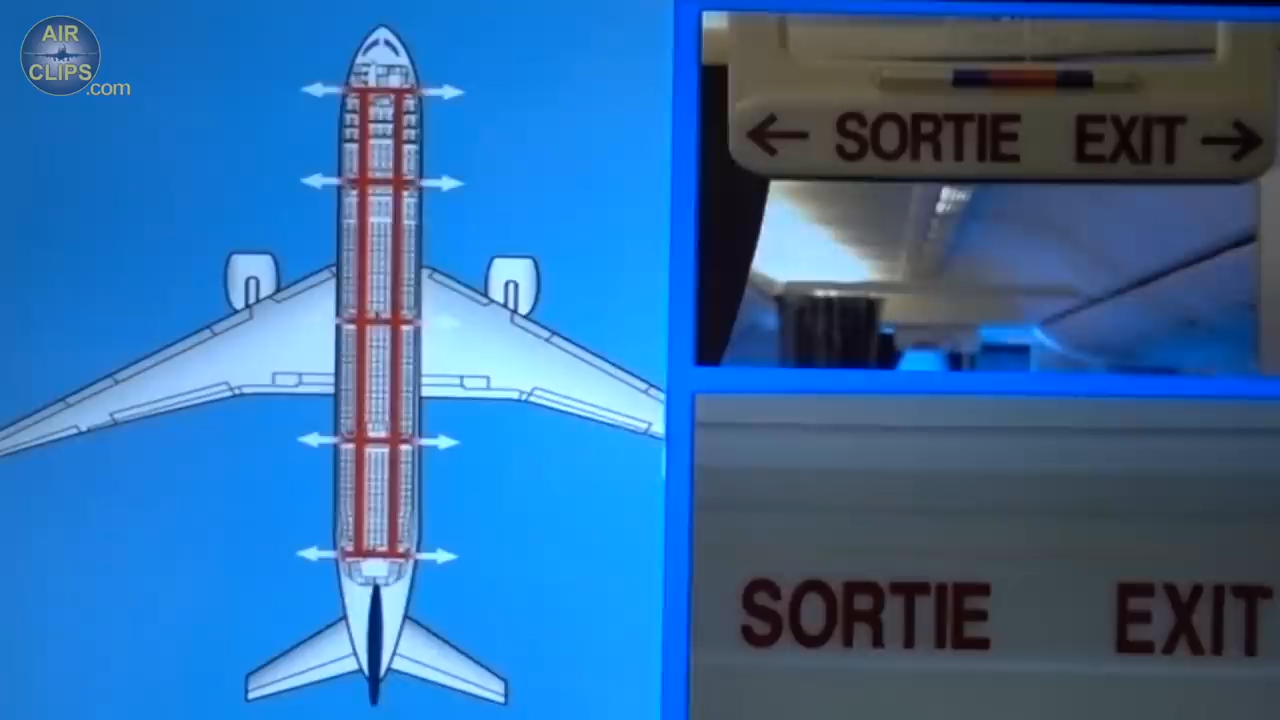 AIR
CLIPS
.com
← SORTIE EXIT →
SORTIE EXIT